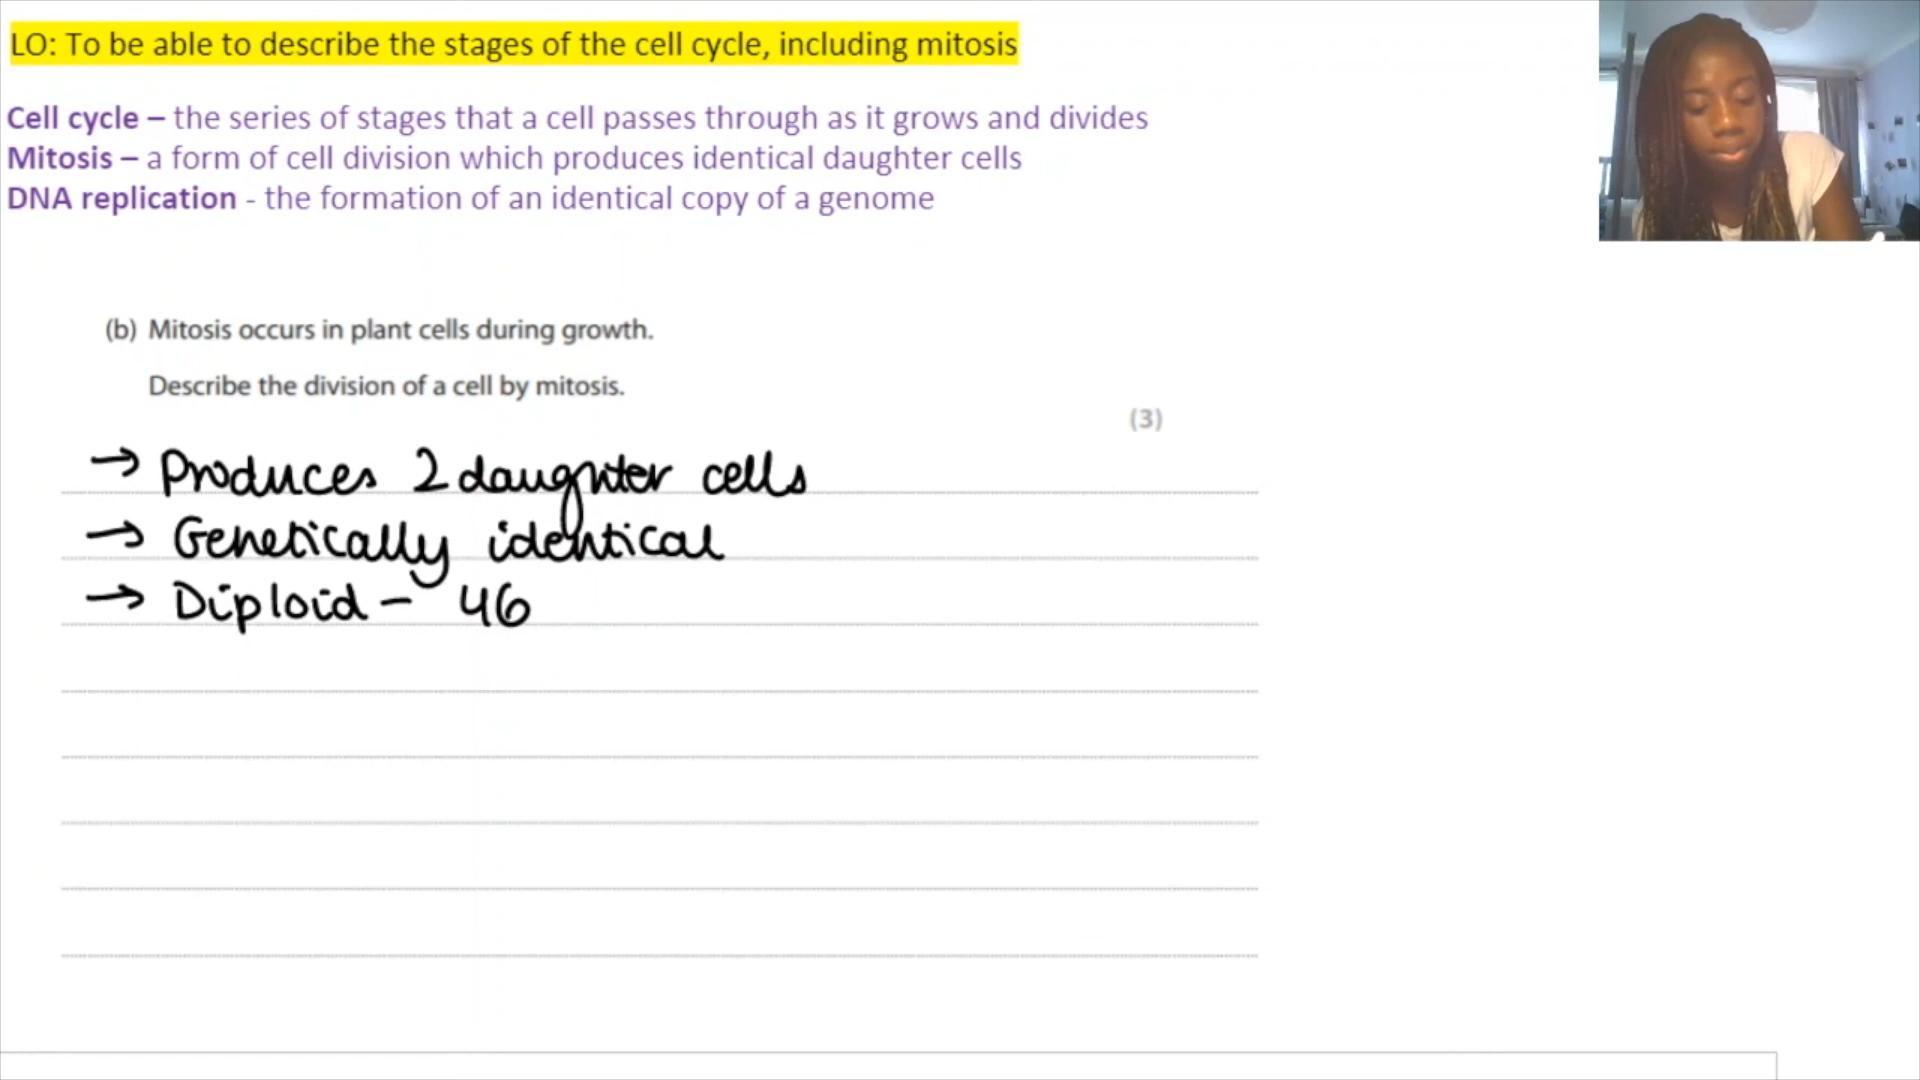 LO: To be able to describe the stages of the cell cycle, including mitosis
Cell cycle – the series of stages that a cell passes through as it grows and divides
Mitosis – a form of cell division which produces identical daughter cells
DNA replication - the formation of an identical copy of a genome
(b) Mitosis occurs in plant cells during growth.
Describe the division of a cell by mitosis.
(3)
→ Produces 2 daughter cells
→ Genetically identical
→ Diploid – 46